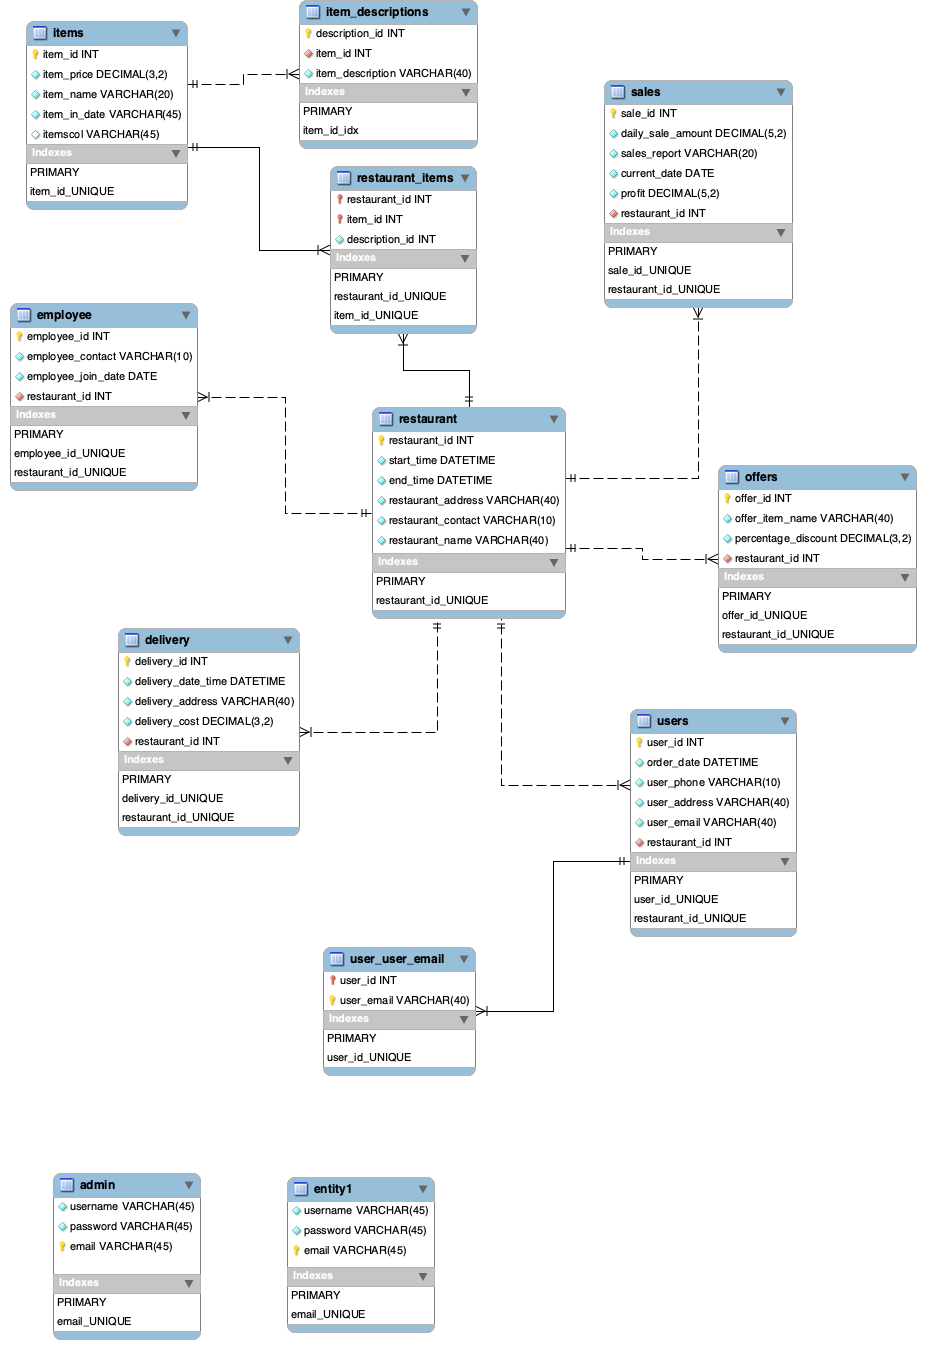 items
item_id INT
item_price DECIMAL(3,2)
item_name VARCHAR(20)
item_in_date VARCHAR(45)
itemscol VARCHAR(45)
Indexes
PRIMARY
item_id_UNIQUE
item_descriptions
description_id INT
item_id INT
item_description VARCHAR(40)
Indexes
PRIMARY
item_id_idx
restaurant_items
restaurant_id INT
item_id INT
description_id INT
Indexes
PRIMARY
restaurant_id_UNIQUE
item_id_UNIQUE
sales
sale_id INT
daily_sale_amount DECIMAL(5,2)
sales_report VARCHAR(20)
current_date DATE
profit DECIMAL(5,2)
restaurant_id INT
Indexes
PRIMARY
sale_id_UNIQUE
restaurant_id_UNIQUE
employee
employee_id INT
employee_contact VARCHAR(10)
employee_join_date DATE
restaurant_id INT
Indexes
PRIMARY
employee_id_UNIQUE
restaurant_id_UNIQUE
restaurant
restaurant_id INT
start_time DATETIME
end_time DATETIME
restaurant_address VARCHAR(40)
restaurant_contact VARCHAR(10)
restaurant_name VARCHAR(40)
Indexes
PRIMARY
restaurant_id_UNIQUE
offers
offer_id INT
offer_item_name VARCHAR(40)
percentage_discount DECIMAL(3,2)
restaurant_id INT
Indexes
PRIMARY
offer_id_UNIQUE
restaurant_id_UNIQUE
delivery
delivery_id INT
delivery_date_time DATETIME
delivery_address VARCHAR(40)
delivery_cost DECIMAL(3,2)
restaurant_id INT
Indexes
PRIMARY
delivery_id_UNIQUE
restaurant_id_UNIQUE
users
user_id INT
order_date DATETIME
user_phone VARCHAR(10)
user_address VARCHAR(40)
user_email VARCHAR(40)
restaurant_id INT
Indexes
PRIMARY
user_id_UNIQUE
restaurant_id_UNIQUE
user_user_email
user_id INT
user_email VARCHAR(40)
Indexes
PRIMARY
user_id_UNIQUE
admin
username VARCHAR(45)
password VARCHAR(45)
email VARCHAR(45)
Indexes
PRIMARY
email_UNIQUE
entity1
username VARCHAR(45)
password VARCHAR(45)
email VARCHAR(45)
Indexes
PRIMARY
email_UNIQUE